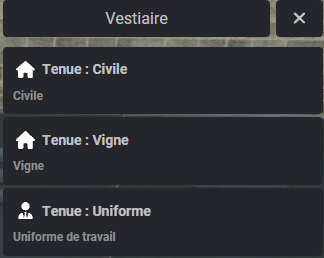 Vestiaire
Tenue : Civile
Civile
Tenue : Vigne
Vigne
Tenue : Uniforme
Uniforme de travail